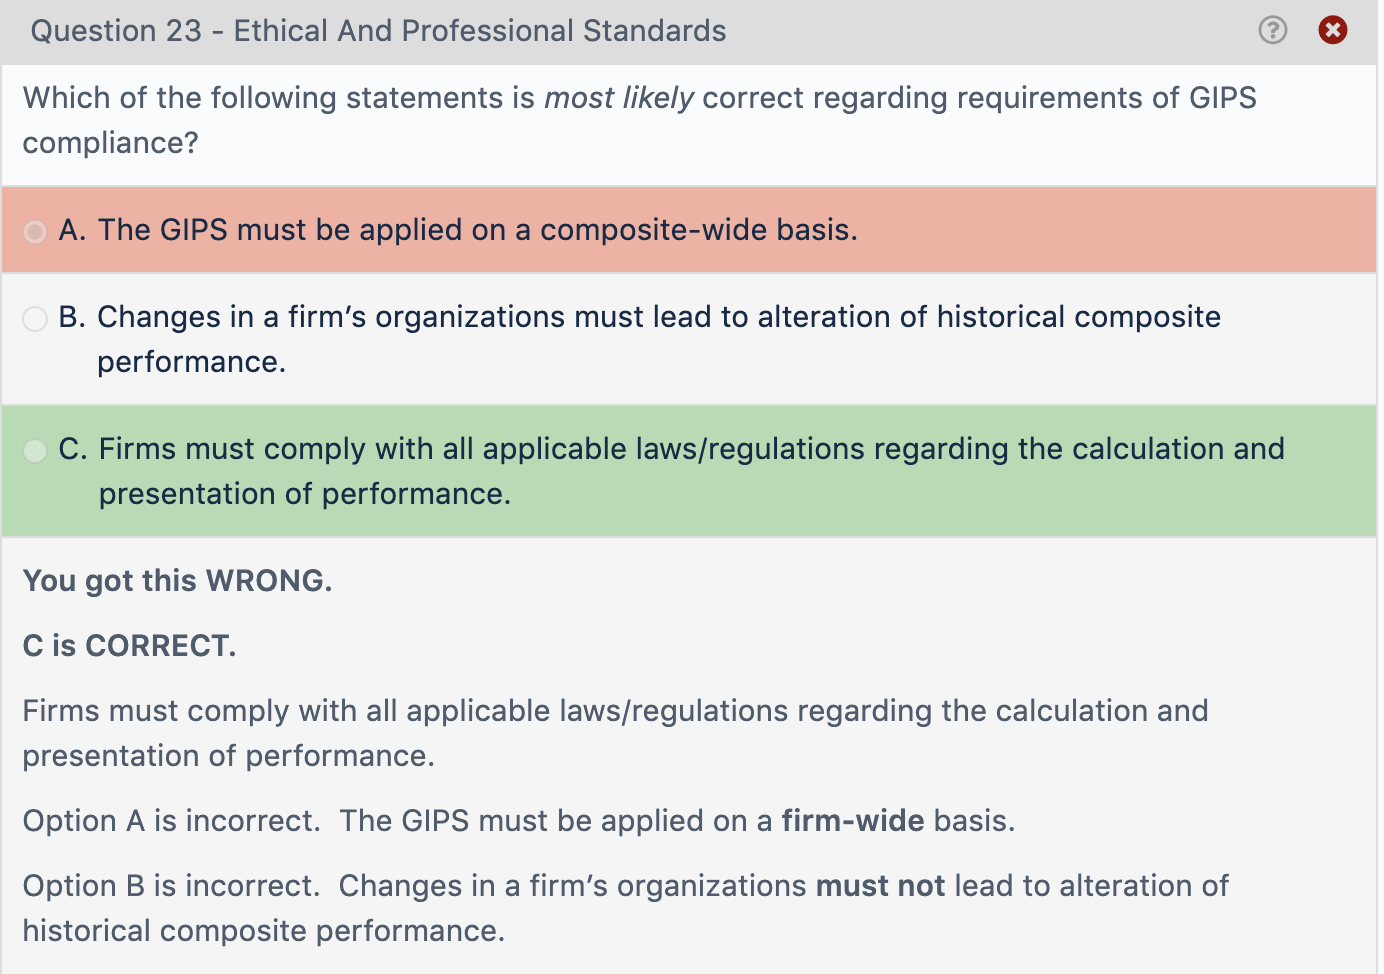 Question 23 - Ethical And Professional Standards
Which of the following statements is most likely correct regarding requirements of GIPS
compliance?
A. The GIPS must be applied on a composite-wide basis.
B. Changes in a firm’s organizations must lead to alteration of historical composite
performance.
C. Firms must comply with all applicable laws/regulations regarding the calculation and
presentation of performance.
You got this WRONG.
C is CORRECT.
Firms must comply with all applicable laws/regulations regarding the calculation and
presentation of performance.
Option A is incorrect.  The GIPS must be applied on a firm-wide basis.
Option B is incorrect.  Changes in a firm’s organizations must not lead to alteration of
historical composite performance.